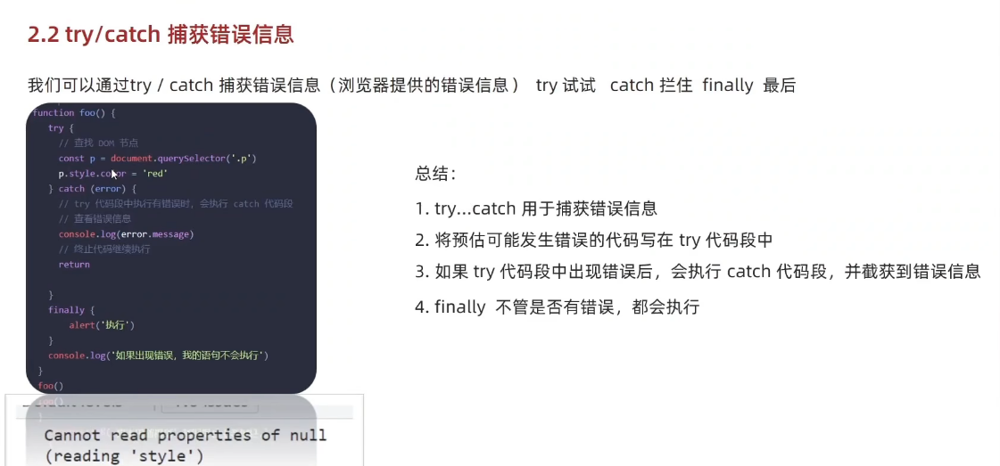 2.2 try/catch 捕获错误信息
我们可以通过try / catch 捕获错误信息（浏览器提供的错误信息） try 试试 catch 拦住 finally 最后
function foo() {
try {
// 查找 DOM 节点
const p = document.querySelector('.p')
p.style.color = 'red'
} catch (error) {
// try 代码段中执行有错误时，会执行 catch 代码段
// 查看错误信息
console.log(error.message)
// 终止代码继续执行
return
}
finally {
alert('执行')
}
console.log('如果出现错误，我的语句不会执行')
}
foo()
总结：
1. try...catch 用于捕获错误信息
2. 将预估可能发生错误的代码写在 try 代码段中
3. 如果 try 代码段中出现错误后，会执行 catch 代码段，并截获到错误信息
4. finally 不管是否有错误，都会执行
Cannot read properties of null
(reading 'style')